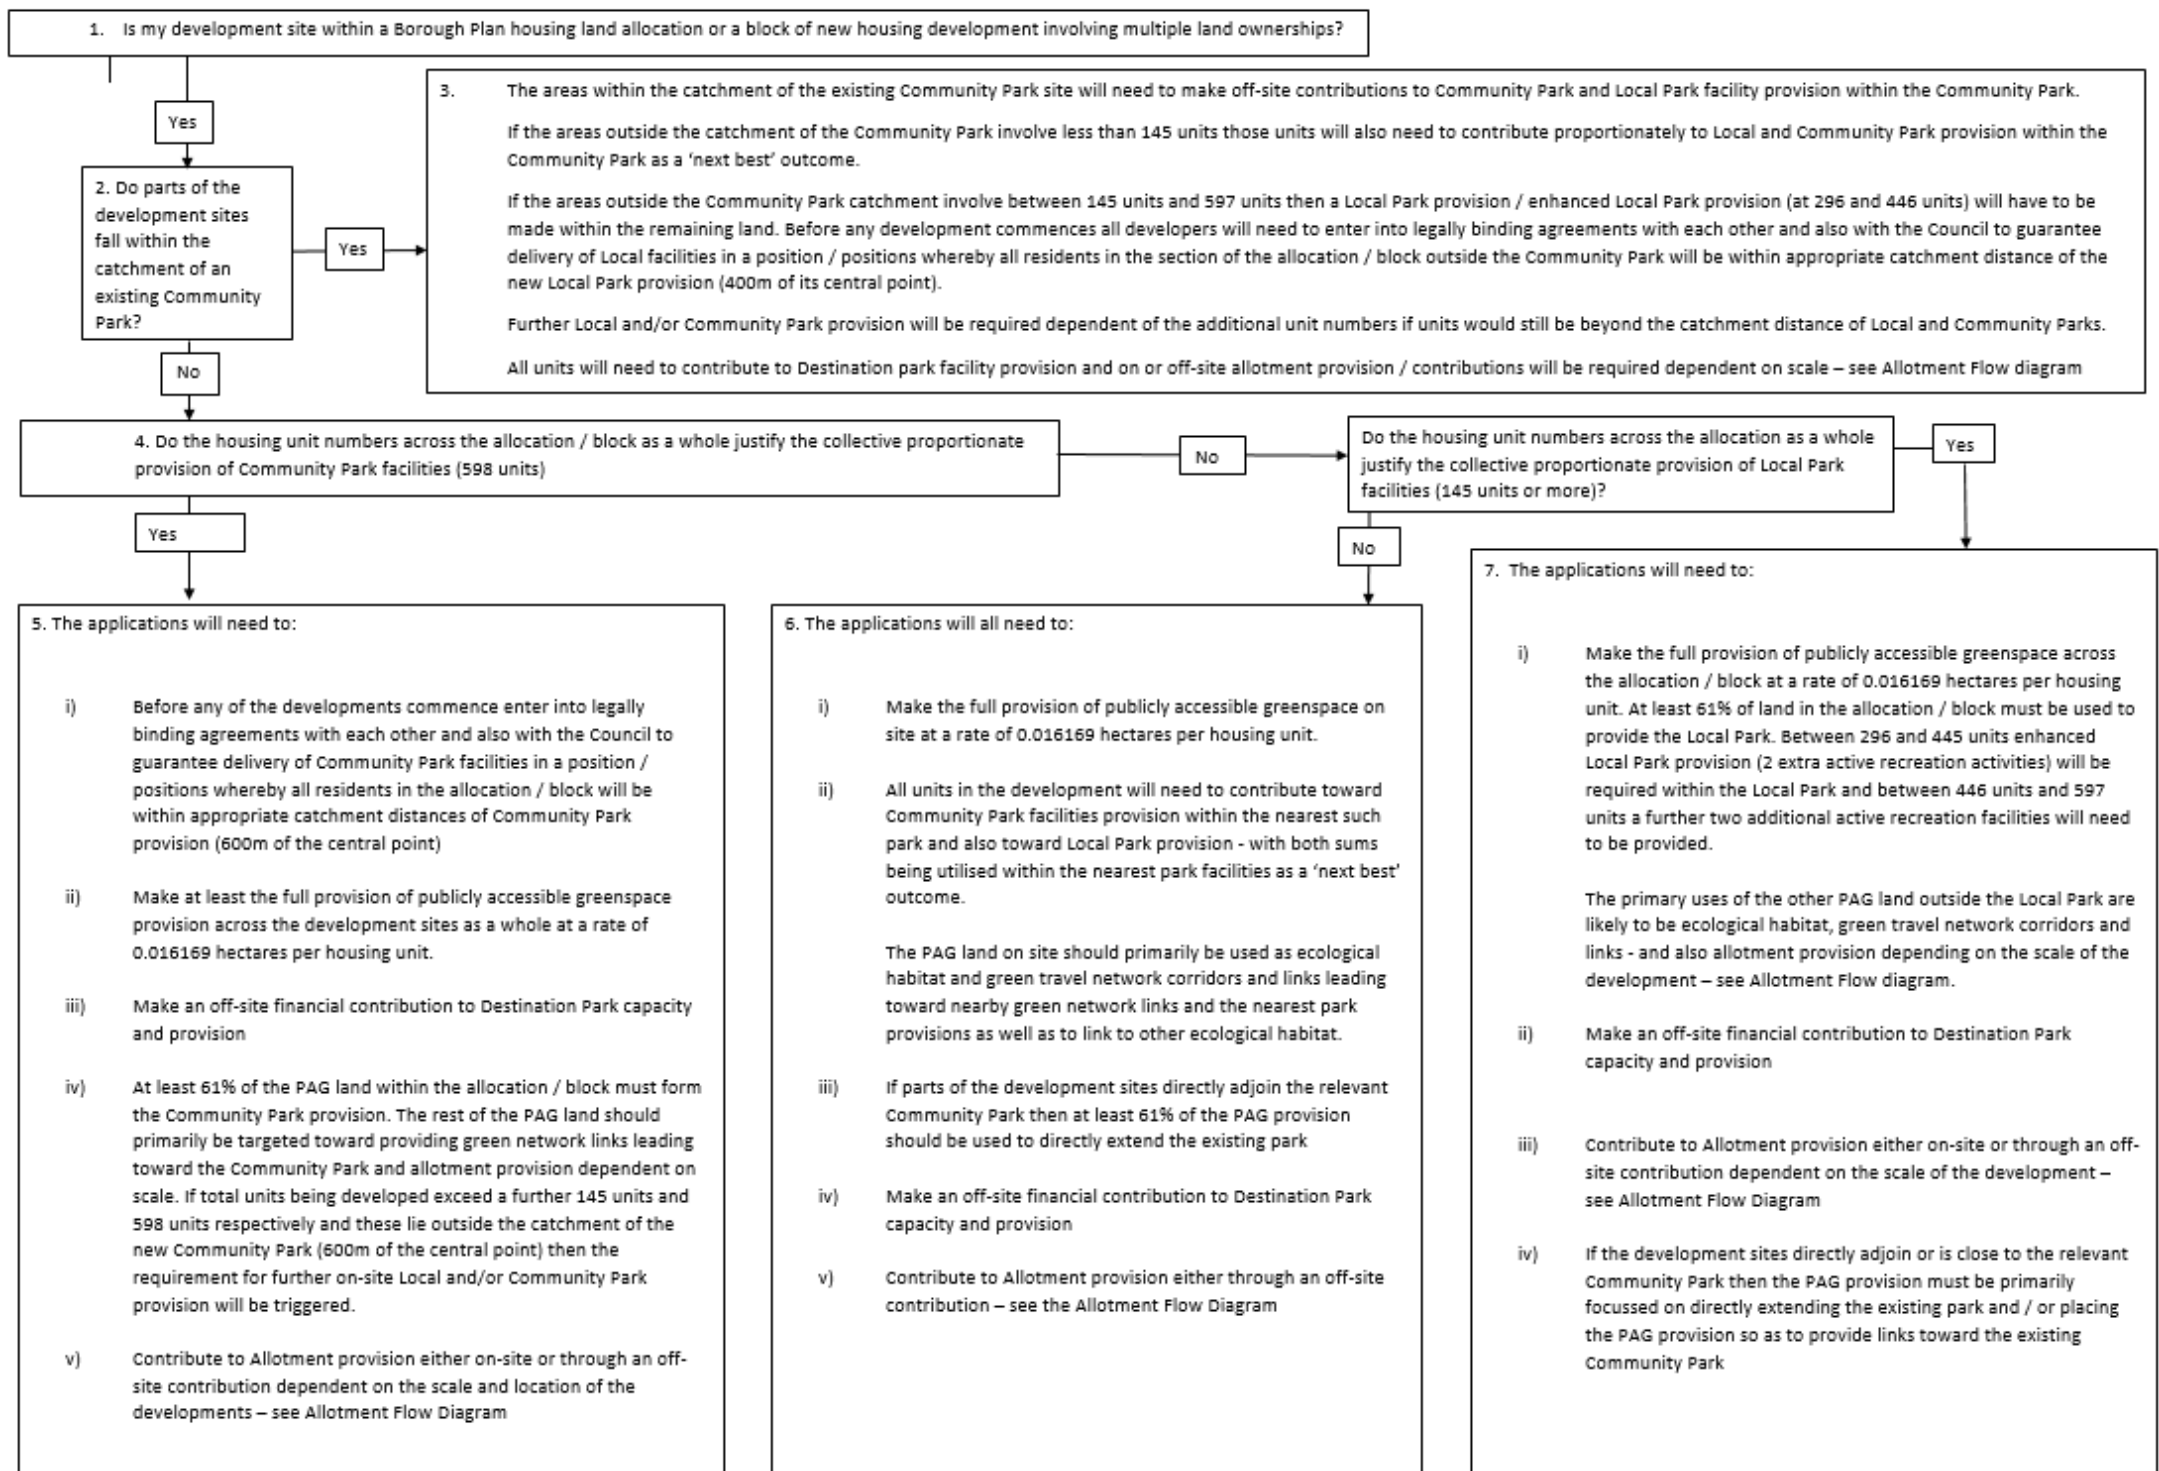 1. Is my development site within a Borough Plan housing land allocation or a block of new housing development involving multiple land ownerships?
Yes
2. Do parts of the
development sites
fall within the
catchment of an
existing Community
Park?
Yes
3. The areas within the catchment of the existing Community Park site will need to make off-site contributions to Community Park and Local Park facility provision within the Community Park.
If the areas outside the catchment of the Community Park involve less than 145 units those units will also need to contribute proportionately to Local and Community Park provision within the
Community Park as a ‘next best’ outcome.
If the areas outside the Community Park catchment involve between 145 units and 597 units then a Local Park provision / enhanced Local Park provision (at 296 and 446 units) will have to be
made within the remaining land. Before any development commences all developers will need to enter into legally binding agreements with each other and also with the Council to guarantee
delivery of Local facilities in a position / positions whereby all residents in the section of the allocation / block outside the Community Park will be within appropriate catchment distance of the
new Local Park provision (400m of its central point).
Further Local and/or Community Park provision will be required dependent of the additional unit numbers if units would still be beyond the catchment distance of Local and Community Parks.
All units will need to contribute to Destination park facility provision and on or off-site allotment provision / contributions will be required dependent on scale – see Allotment Flow diagram
No
4. Do the housing unit numbers across the allocation / block as a whole justify the collective proportionate
provision of Community Park facilities (598 units)
No
Do the housing unit numbers across the allocation as a whole
justify the collective proportionate provision of Local Park
facilities (145 units or more)?
Yes
Yes
No
5. The applications will need to:
i) Before any of the developments commence enter into legally
binding agreements with each other and also with the Council to
guarantee delivery of Community Park facilities in a position /
positions whereby all residents in the allocation / block will be
within appropriate catchment distances of Community Park
provision (600m of the central point)
ii) Make at least the full provision of publicly accessible greenspace
provision across the development sites as a whole at a rate of
0.016169 hectares per housing unit.
iii) Make an off-site financial contribution to Destination Park capacity
and provision
iv) At least 61% of the PAG land within the allocation / block must form
the Community Park provision. The rest of the PAG land should
primarily be targeted toward providing green network links leading
toward the Community Park and allotment provision dependent on
scale. If total units being developed exceed a further 145 units and
598 units respectively and these lie outside the catchment of the
new Community Park (600m of the central point) then the
requirement for further on-site Local and/or Community Park
provision will be triggered.
v) Contribute to Allotment provision either on-site or through an off-
site contribution dependent on the scale and location of the
developments – see Allotment Flow Diagram
6. The applications will all need to:
i) Make the full provision of publicly accessible greenspace on
site at a rate of 0.016169 hectares per housing unit.
ii) All units in the development will need to contribute toward
Community Park facilities provision within the nearest such
park and also toward Local Park provision - with both sums
being utilised within the nearest park facilities as a ‘next best’
outcome.
The PAG land on site should primarily be used as ecological
habitat and green travel network corridors and links leading
toward nearby green network links and the nearest park
provisions as well as to link to other ecological habitat.
iii) If parts of the development sites directly adjoin the relevant
Community Park then at least 61% of the PAG provision
should be used to directly extend the existing park
iv) Make an off-site financial contribution to Destination Park
capacity and provision
v) Contribute to Allotment provision either through an off-site
contribution – see the Allotment Flow Diagram
7. The applications will need to:
i) Make the full provision of publicly accessible greenspace across
the allocation / block at a rate of 0.016169 hectares per housing
unit. At least 61% of land in the allocation / block must be used to
provide the Local Park. Between 296 and 445 units enhanced
Local Park provision (2 extra active recreation activities) will be
required within the Local Park and between 446 units and 597
units a further two additional active recreation facilities will need
to be provided.
The primary uses of the other PAG land outside the Local Park are
likely to be ecological habitat, green travel network corridors and
links - and also allotment provision depending on the scale of the
development – see Allotment Flow diagram.
ii) Make an off-site financial contribution to Destination Park
capacity and provision
iii) Contribute to Allotment provision either on-site or through an off-
site contribution dependent on the scale of the development –
see Allotment Flow Diagram
iv) If the development sites directly adjoin or is close to the relevant
Community Park then the PAG provision must be primarily
focussed on directly extending the existing park and / or placing
the PAG provision so as to provide links toward the existing
Community Park